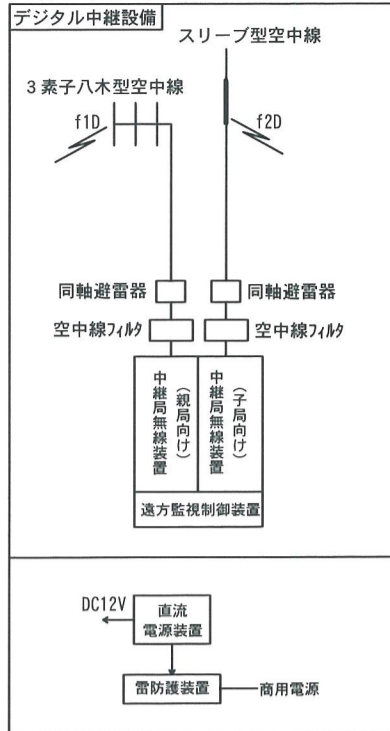 デジタル中継設備
スリーブ型空中線
3素子八木型空中線
f1D
f2D
同軸避雷器
同軸避雷器
空中線フィルタ
空中線フィルタ
中継局無線装置
(親局向け)
中継局無線装置
(子局向け)
遠方監視制御装置
DC12V
直流
電源装置
雷防護装置
商用電源